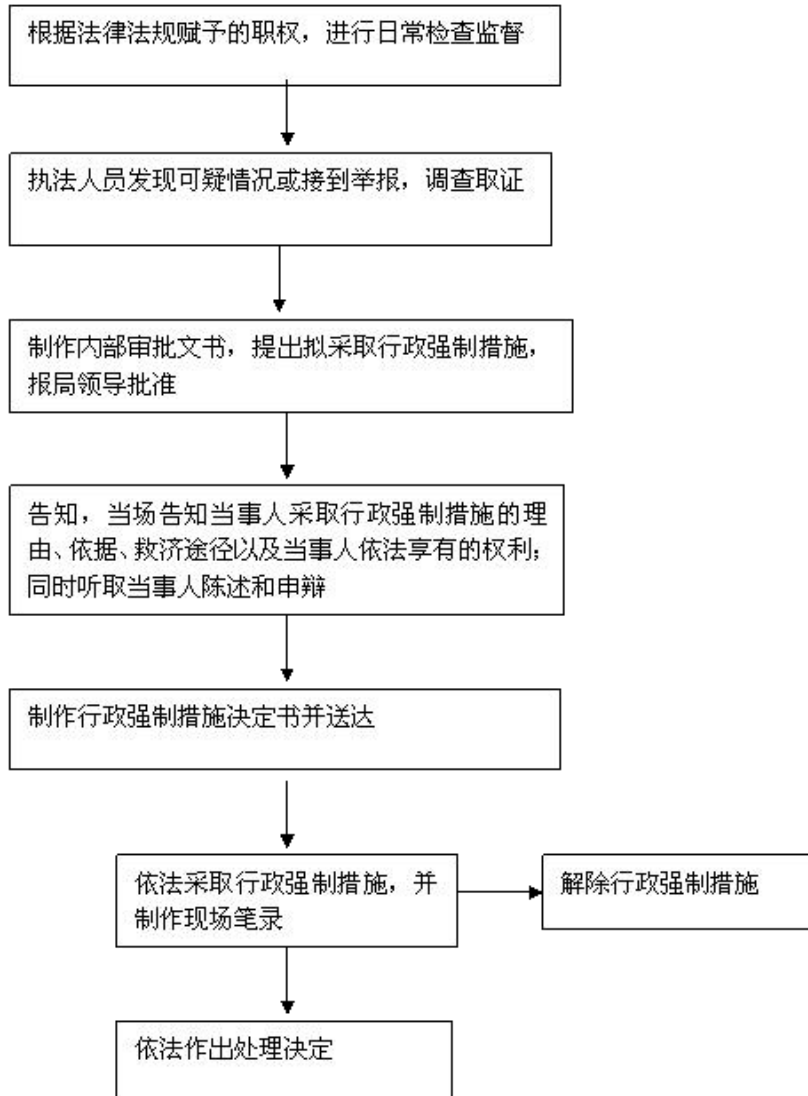 根据法律法规赋予的职权，进行日常检查监督
执法人员发现可疑情况或接到举报，调查取证
制作内部审批文书，提出拟采取行政强制措施，
报局领导批准
告知，当场告知当事人采取行政强制措施的理
由、依据、救济途径以及当事人依法享有的权利；
同时听取当事人陈述和申辩
制作行政强制措施决定书并送达
依法采取行政强制措施，并
制作现场笔录
解除行政强制措施
依法作出处理决定